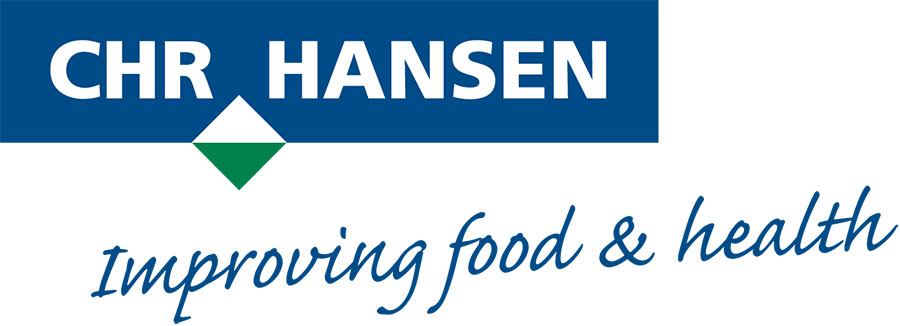 CHR HANSEN
Improving food & health